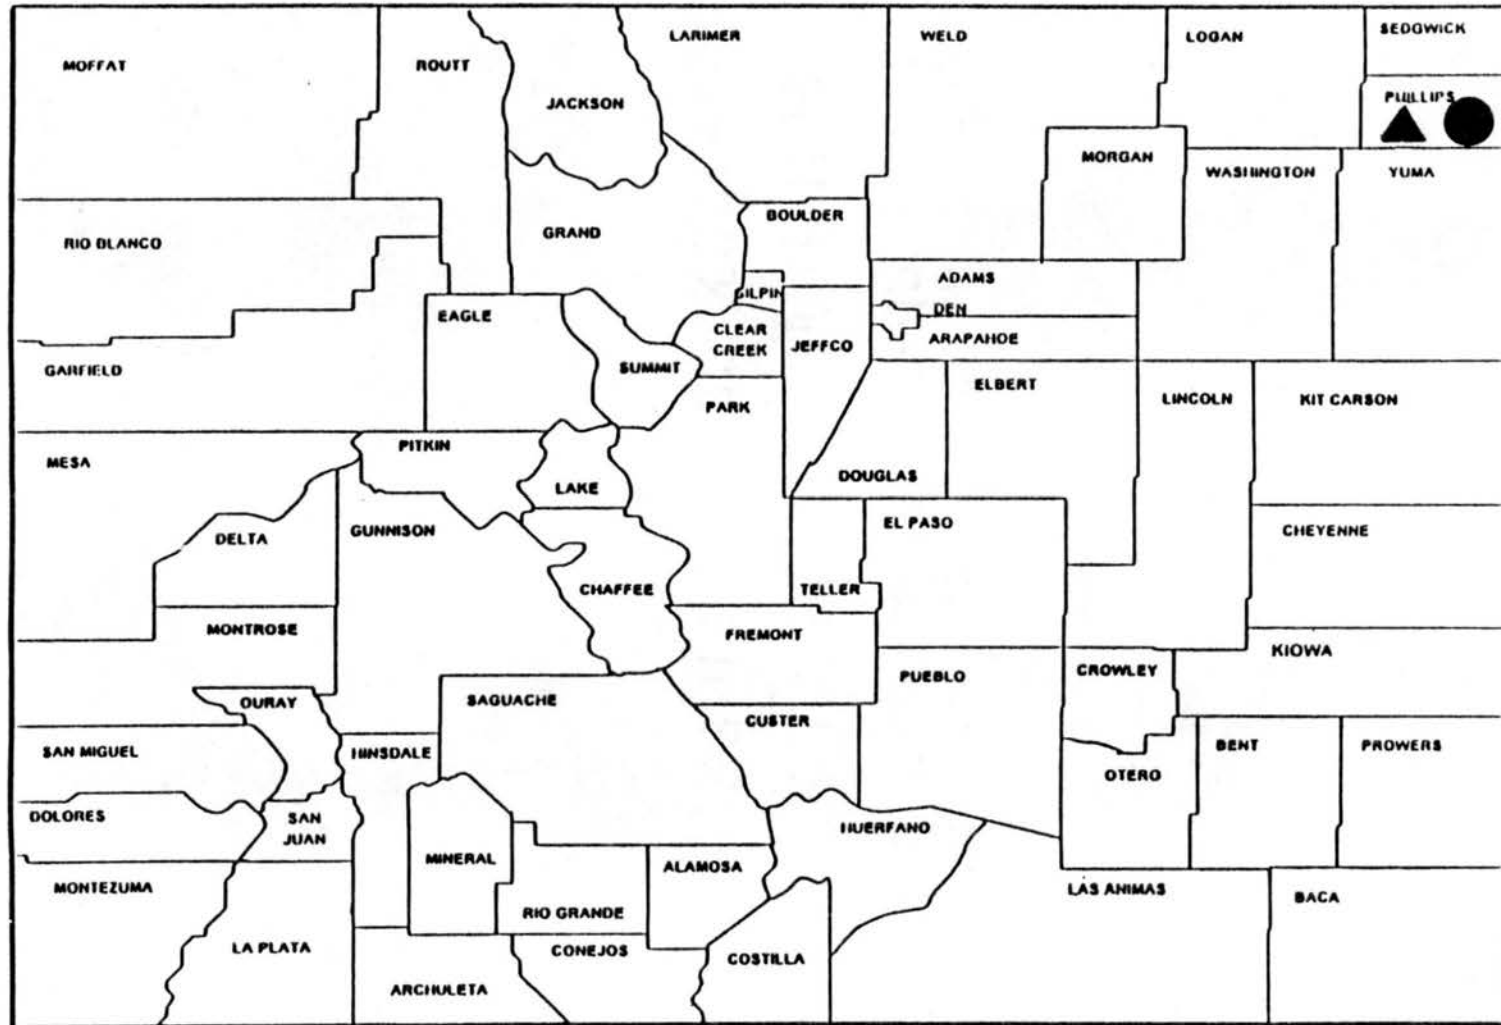 MOFFAT
ROUTT
JACKSON
LARIMER
WELD
LOGAN
SEDGWICK
PHILLIPS
MORGAN
WASHINGTON
YUMA
RIO BLANCO
GRAND
BOULDER
ADAMS
GILPIN
DEN
ARAPAHOE
EAGLE
CLEAR
CREEK
JEFFCO
SUMMIT
GARFIELD
ELBERT
LINCOLN
KIT CARSON
PARK
MESA
PITKIN
LAKE
DOUGLAS
DELTA
GUNNISON
EL PASO
CHEYENNE
CHAFFEE
TELLER
MONTROSE
FREMONT
KIOWA
OURAY
SAGUACHE
PUEBLO
CROWLEY
CUSTER
SAN MIGUEL
HINSDALE
BENT
PROWERS
OTERO
DOLORES
SAN
JUAN
HUERFANO
MINERAL
ALAMOSA
MONTEZUMA
LAS ANIMAS
BACA
RIO GRANDE
LA PLATA
CONEJOS
COSTILLA
ARCHULETA